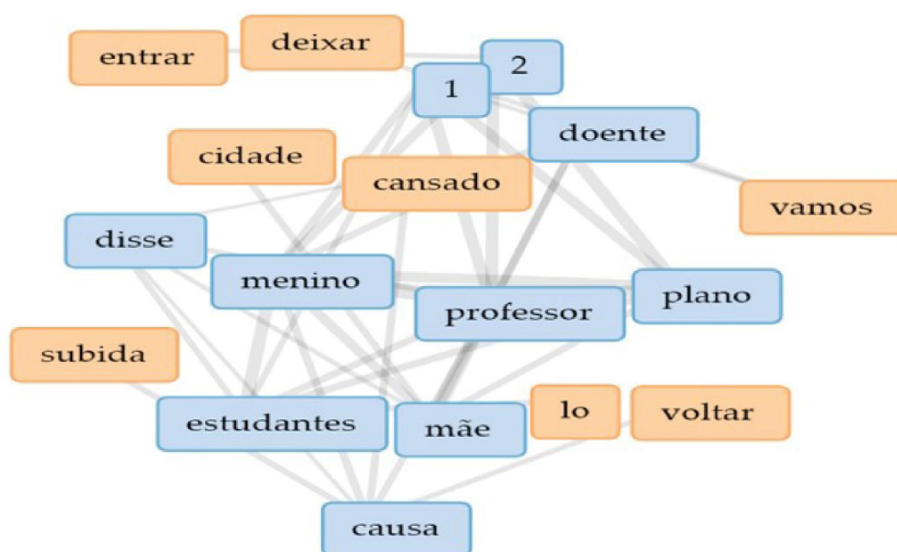 entrar
deixar
2
1
doente
cidade
cansado
vamos
disse
menino
professor
plano
subida
estudantes
mãe
lo
voltar
causa